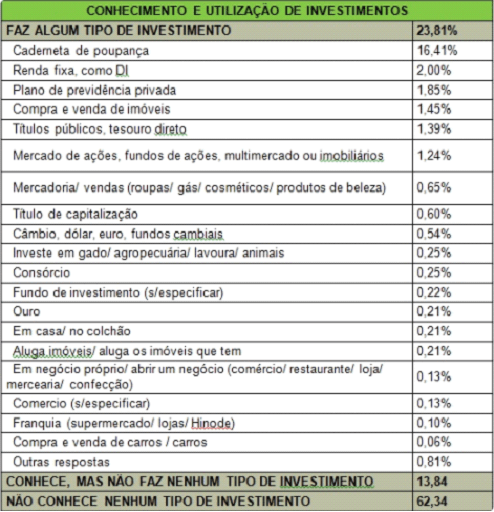 CONHECIMENTO E UTILIZAÇÃO DE INVESTIMENTOS
FAZ ALGUM TIPO DE INVESTIMENTO 23,81%
Caderneta de poupança 16,41%
Renda fixa, como DI 2,00%
Plano de previdência privada 1,85%
Compra e venda de imóveis 1,45%
Títulos públicos, tesouro direto 1,39%
Mercado de ações, fundos de ações, multimercado ou imobiliários 1,24%
Mercadoria/ vendas (roupas/ gás/ cosméticos/ produtos de beleza) 0,65%
Título de capitalização 0,60%
Câmbio, dólar, euro, fundos cambiais 0,54%
Investe em gado/ agropecuária/ lavoura/ animais 0,25%
Consórcio 0,25%
Fundo de investimento (s/especificar) 0,22%
Ouro 0,21%
Em casa/ no colchão 0,21%
Aluga imóveis/ aluga os imóveis que tem 0,21%
Em negócio próprio/ abrir um negócio (comércio/ restaurante/ loja/
mercearia/ confecção) 0,13%
Comercio (s/especificar) 0,13%
Franquia (supermercado/ lojas/ Hinode) 0,10%
Compra e venda de carros / carros 0,06%
Outras respostas 0,81%
CONHECE, MAS NÃO FAZ NENHUM TIPO DE INVESTIMENTO 13,84
NÃO CONHECE NENHUM TIPO DE INVESTIMENTO 62,34